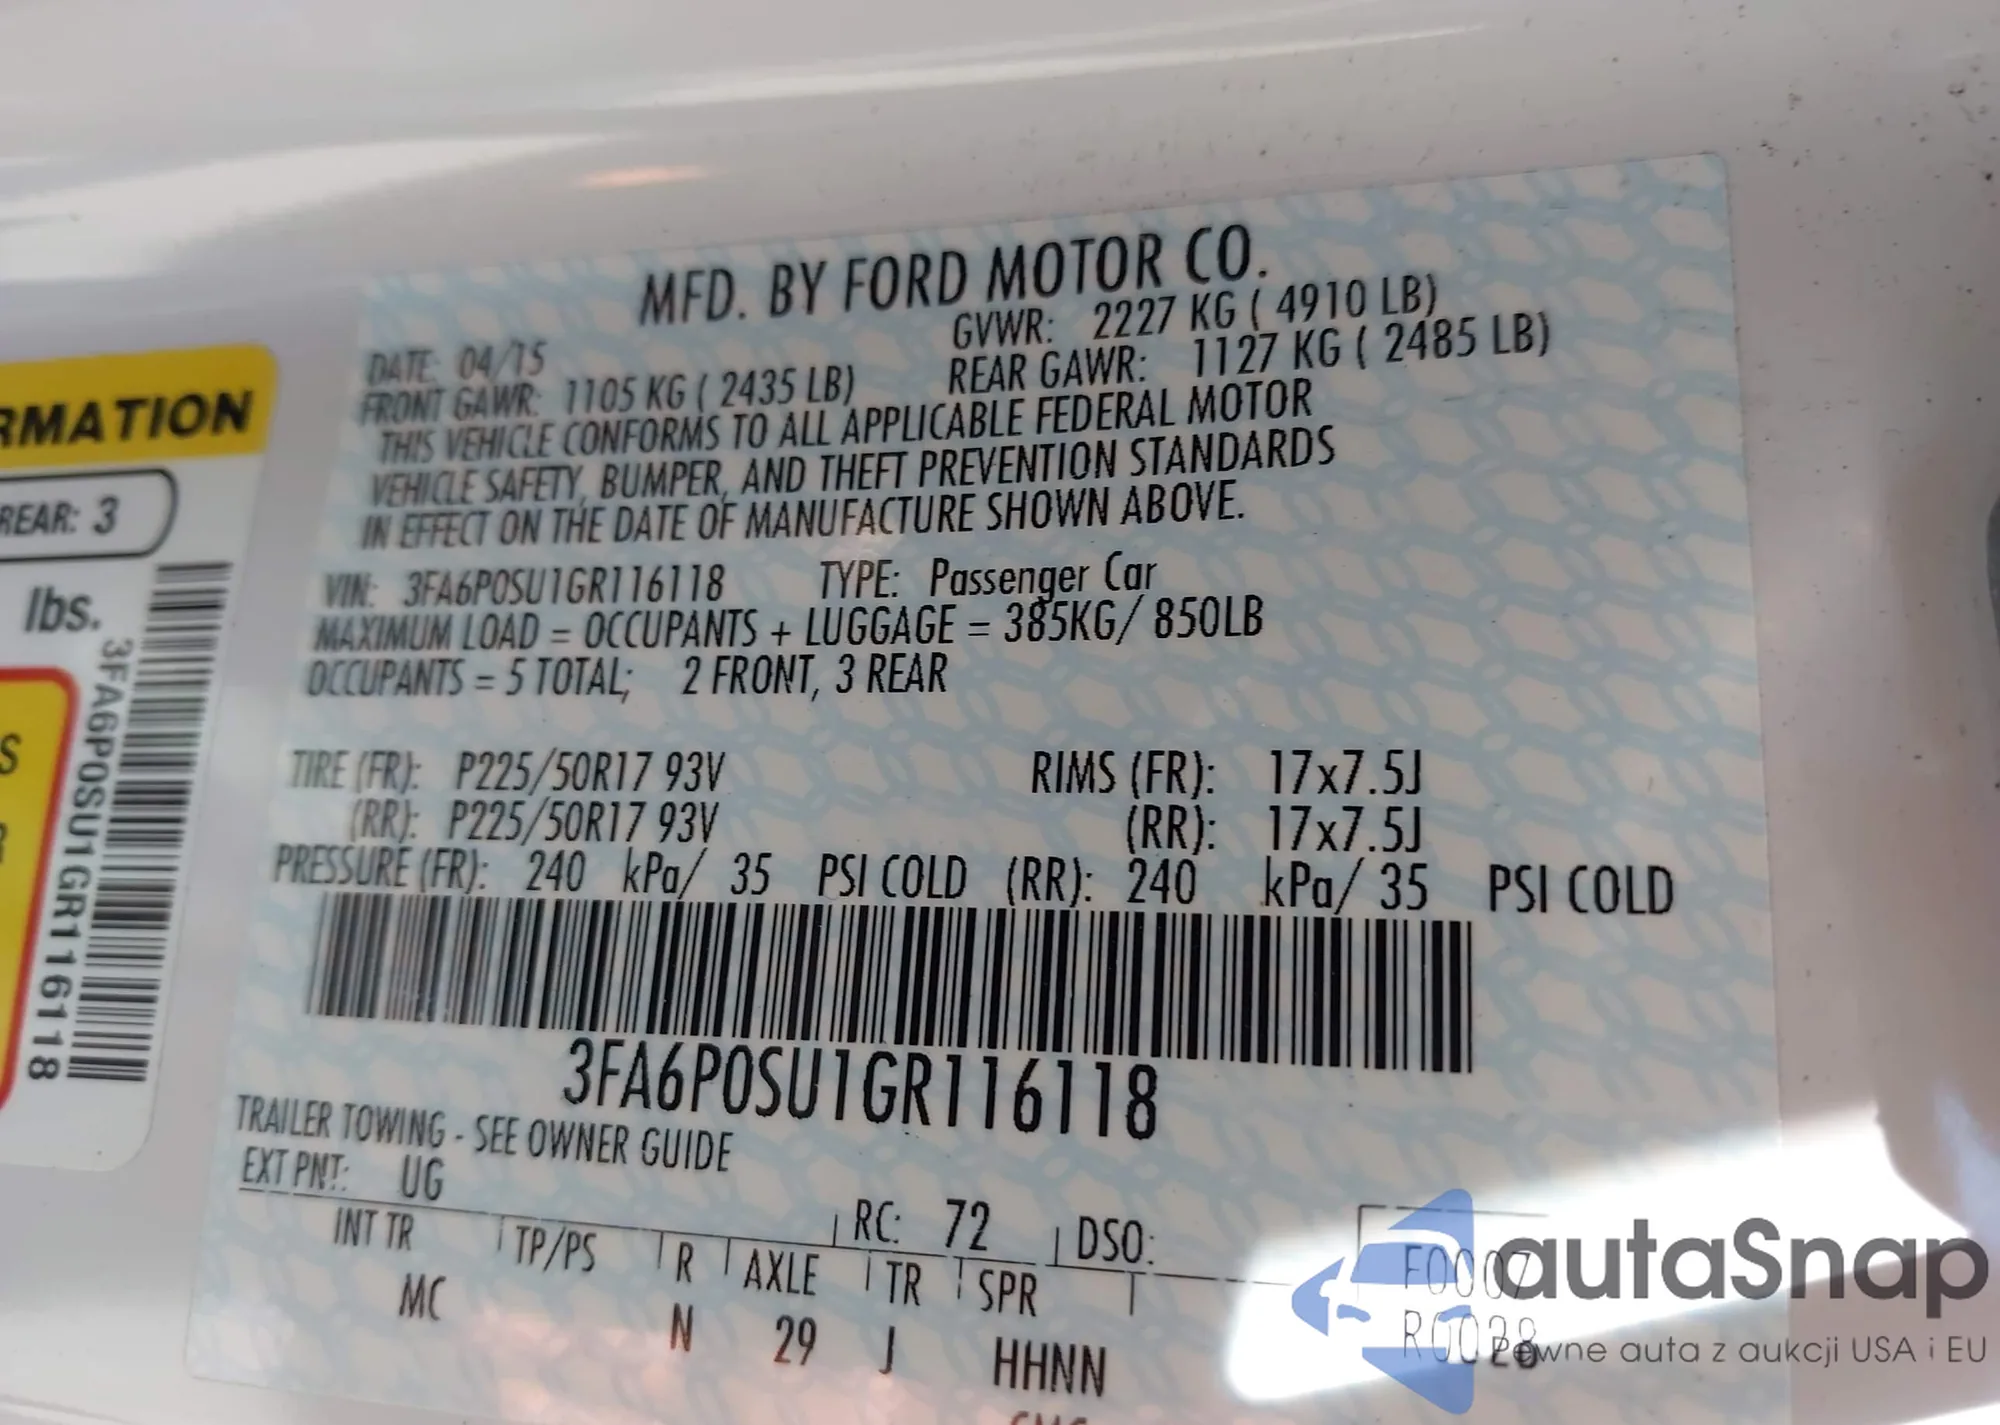 MFD. BY FORD MOTOR CO.
DATE: 04/15 GVWR: 2227 KG ( 4910 LB)
FRONT GAWR: 1105 KG ( 2435 LB) REAR GAWR: 1127 KG ( 2485 LB)
THIS VEHICLE CONFORMS TO ALL APPLICABLE FEDERAL MOTOR
VEHICLE SAFETY, BUMPER, AND THEFT PREVENTION STANDARDS
IN EFFECT ON THE DATE OF MANUFACTURE SHOWN ABOVE.
VIN: 3FA6P0SU1GR116118 TYPE: Passenger Car
MAXIMUM LOAD = OCCUPANTS + LUGGAGE = 385KG/ 850LB
OCCUPANTS = 5 TOTAL; 2 FRONT, 3 REAR
TIRE (FR): P225/50R17 93V RIMS (FR): 17x7.5J
(RR): P225/50R17 93V (RR): 17x7.5J
PRESSURE (FR): 240 kPa/ 35 PSI COLD (RR): 240 kPa/ 35 PSI COLD
3FA6P0SU1GR116118
TRAILER TOWING - SEE OWNER GUIDE
EXT PNT: UG RC: 72 DSO:
INT TR TP/PS R AXLE TR SPR
MC N 29 J HHNN
F0007
R0028
RMATION
REAR: 3
lbs.
3FA6P0SU1GR116118
S
R
autaSnap
Pewne auta z aukcji USA i EU